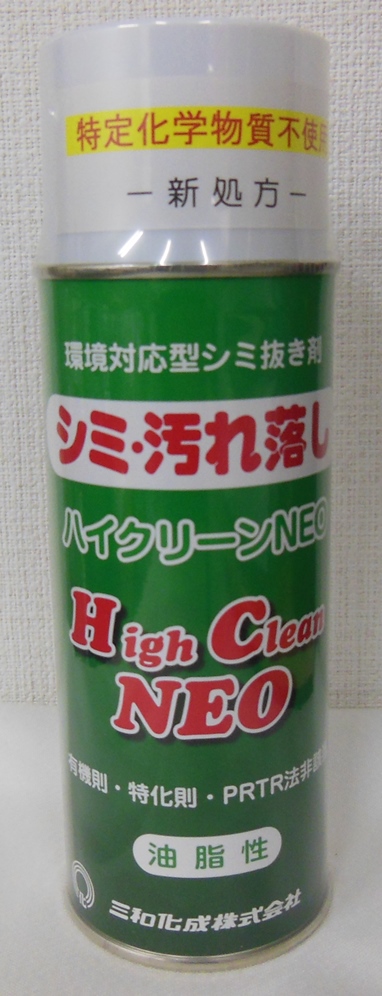 特定化学物質不使用
ー新処方ー
環境対応型シミ抜き剤
シミ・汚れ落し
ハイクリーンNEO
High Clean
NEO
有機則・特化則・PRTR法非該
油脂性
三和化成株式会社